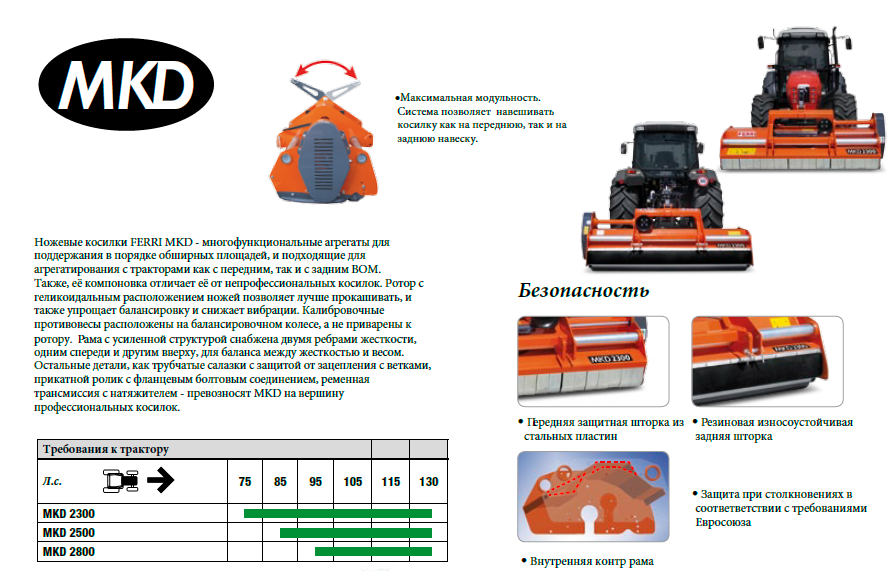 MKD
•Максимальная модульность.
Система позволяет навешивать
косилку как на переднюю, так и на
заднюю навеску.
FERRI
MKD 2300
Ножевые косилки FERRI MKD - многофункциональные агрегаты для
поддержания в порядке обширных площадей, и подходящие для
агрегатирования с тракторами как с передним, так и с задним ВОМ.
Также, её компоновка отличает её от непрофессиональных косилок. Ротор с
геликоидальным расположением ножей позволяет лучше прокашивать, и
также упрощает балансировку и снижает вибрации. Калибровочные
противовесы расположены на балансировочном колесе, а не приварены к
ротору. Рама с усиленной структурой снабжена двумя ребрами жесткости,
одним спереди и другим вверху, для баланса между жесткостью и весом.
Остальные детали, как трубчатые салазки с защитой от зацепления с ветками,
прикатной ролик с фланцевым болтовым соединением, ременная
трансмиссия с натяжителем - превозносят MKD на вершину
профессиональных косилок.
Безопасность
MKD 2300
• Передняя защитная шторка из
стальных пластин
• Резиновая износоустойчивая
задняя шторка
• Защита при столкновениях в
соответветствии с требованиями
Евросоюза
• Внутренняя контр рама
Требования к трактору
Л.с. 75 85 95 105 115 130
MKD 2300
MKD 2500
MKD 2800